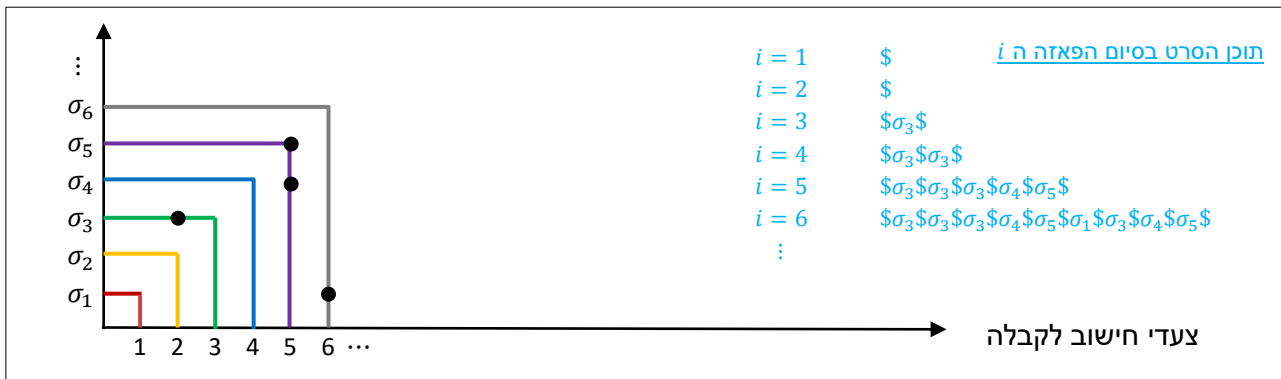 תוכן הסרט בסיום הפאזה ה i
i = 1 $
i = 2 $
i = 3 $σ₃$
i = 4 $σ₃$σ₃$
i = 5 $σ₃$σ₃$σ₃$σ₄$σ₅$
i = 6 $σ₃$σ₃$σ₃$σ₄$σ₅$σ₁$σ₃$σ₄$σ₅$
⋮
⋮
σ₆
σ₅
σ₄
σ₃
σ₂
σ₁
1 2 3 4 5 6 ⋯
צעדי חישוב לקבלה